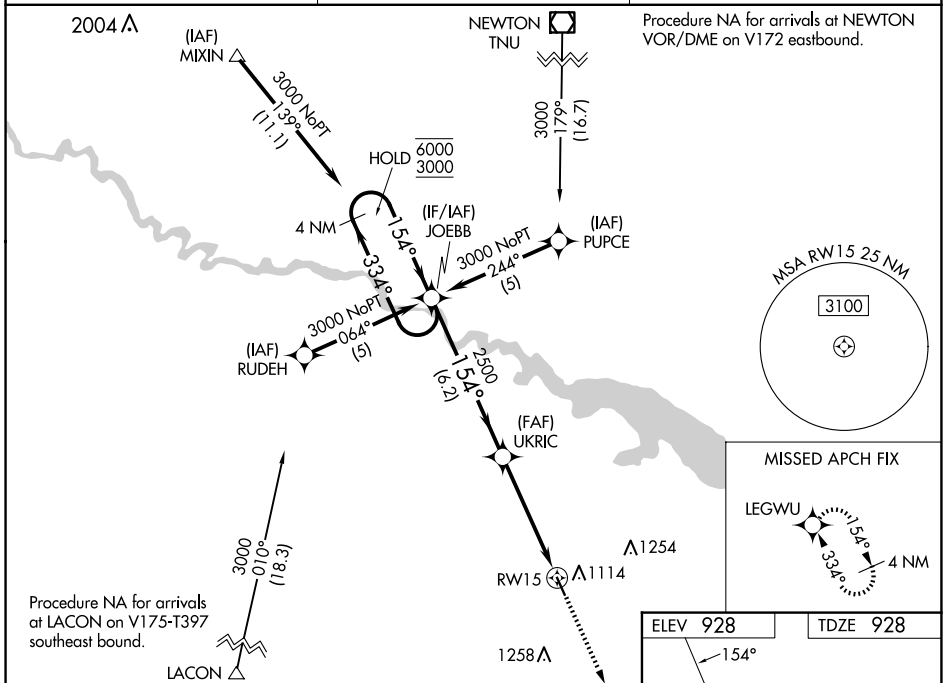 2004
(IAF)
MIXIN
3000 NoPT
139°
(11.1)
NEWTON
TNU
3000
179°
(16.7)
Procedure NA for arrivals at NEWTON
VOR/DME on V172 eastbound.
HOLD 6000
3000
4 NM
154°
334°
(IF/IAF)
JOEBB
(IAF)
PUPCE
3000 NoPT
244°
(5)
3000 NoPT
064°
(5)
(IAF)
RUDEH
2500
154°
(6.2)
(FAF)
UKRIC
MSA RW15 25 NM
3100
MISSED APCH FIX
LEGWU
154°
334°
4 NM
3000
010°
(18.3)
Procedure NA for arrivals
at LACON on V175-T397
southeast bound.
LACON
RW15
1114
1254
1258
ELEV 928
TDZE 928
154°